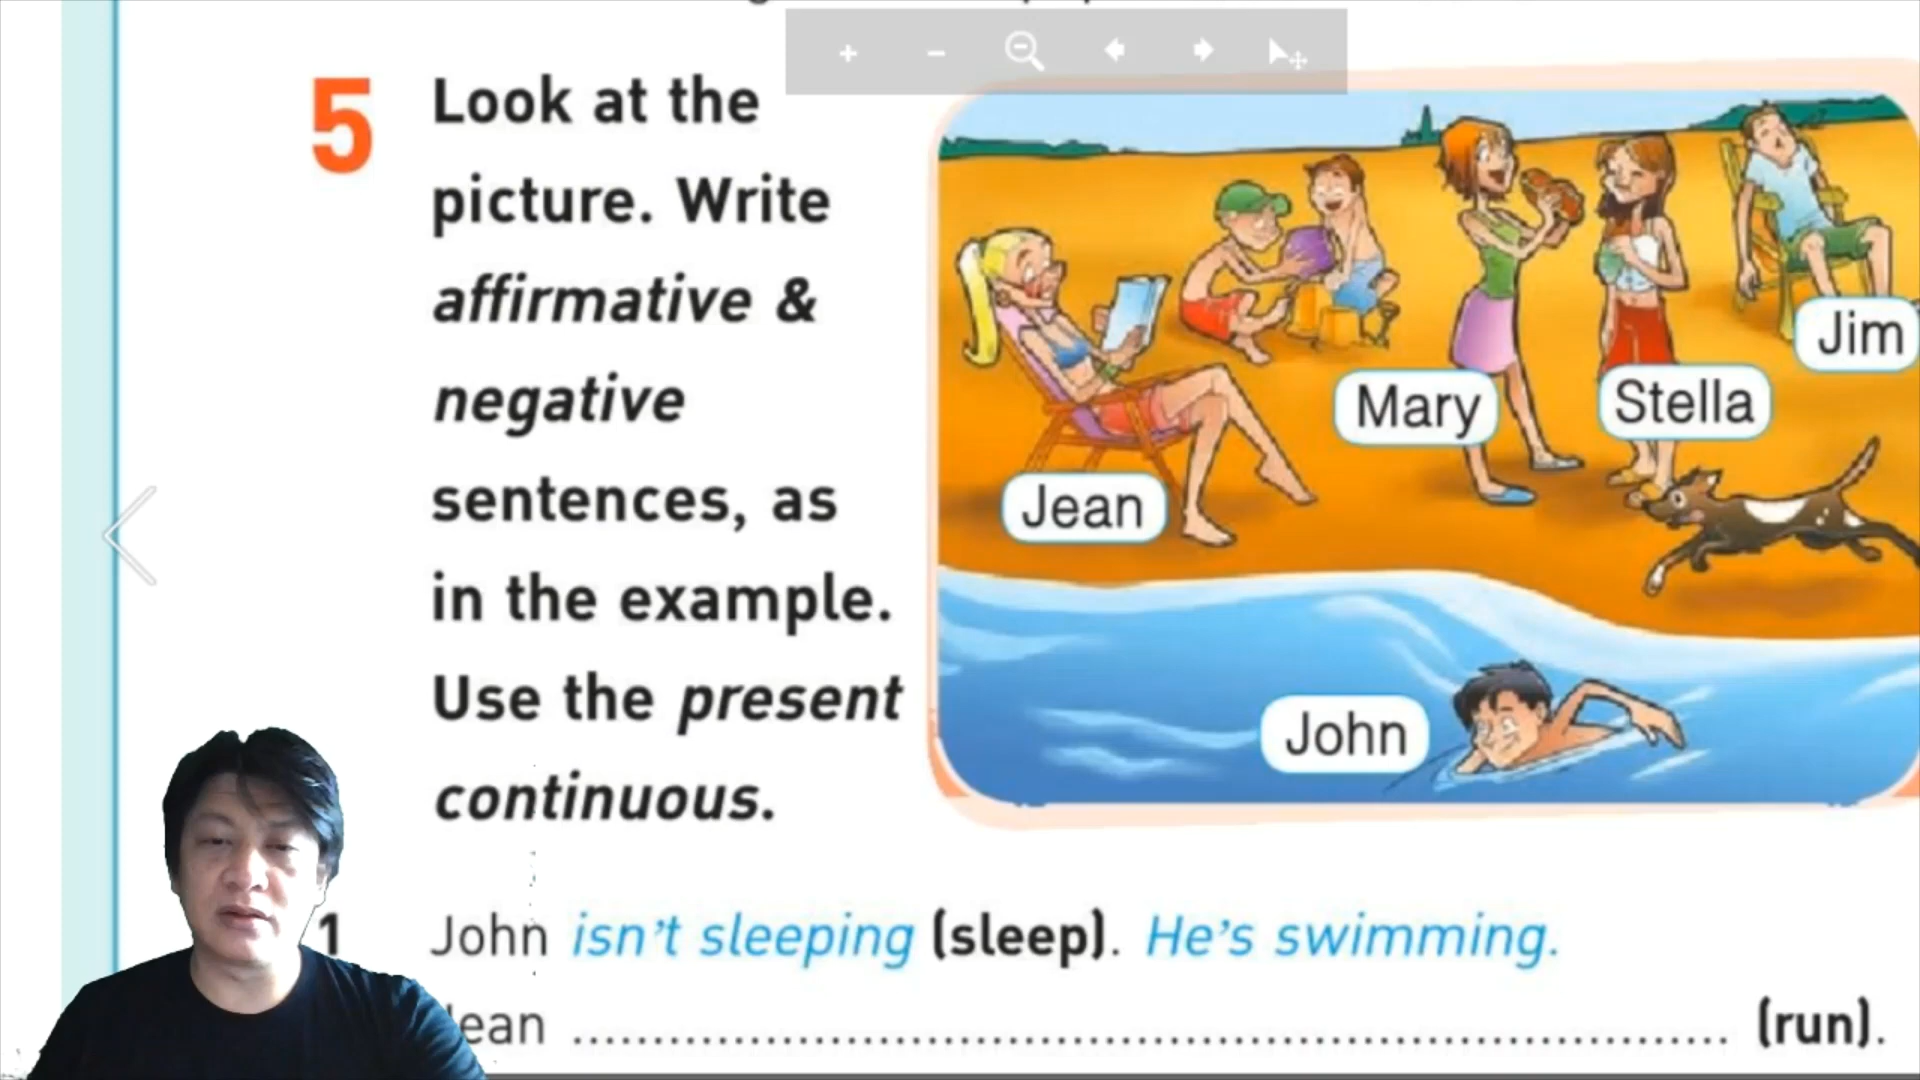 5
Look at the
picture. Write
affirmative &
negative
sentences, as
in the example.
Use the present
continuous.
Jim
Mary
Stella
Jean
John
1 John isn't sleeping (sleep). He's swimming.
ean ........................................................................ (run).